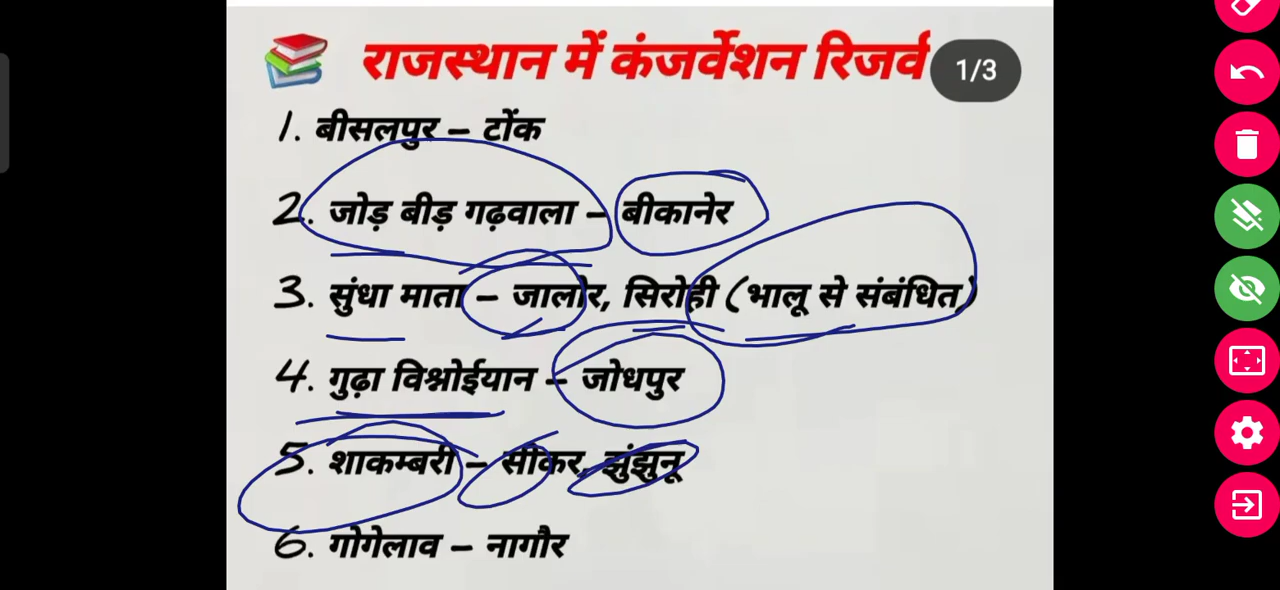 राजस्थान में कंजर्वेशन रिजर्व
1/3
1. बीसलपुर – टोंक
2. जोड़ बीड़ गढ़वाला – बीकानेर
3. सुंधा माता – जालोर, सिरोही (भालू से संबंधित)
4. गुढ़ा विश्नोईयान – जोधपुर
5. शाकम्बरी – सीकर, झुंझुनू
6. गोगेलाव – नागौर